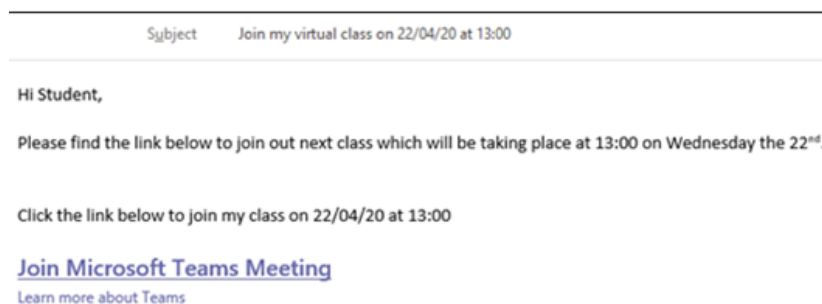 Subject Join my virtual class on 22/04/20 at 13:00
Hi Student,
Please find the link below to join out next class which will be taking place at 13:00 on Wednesday the 22nd.
Click the link below to join my class on 22/04/20 at 13:00
Join Microsoft Teams Meeting
Learn more about Teams